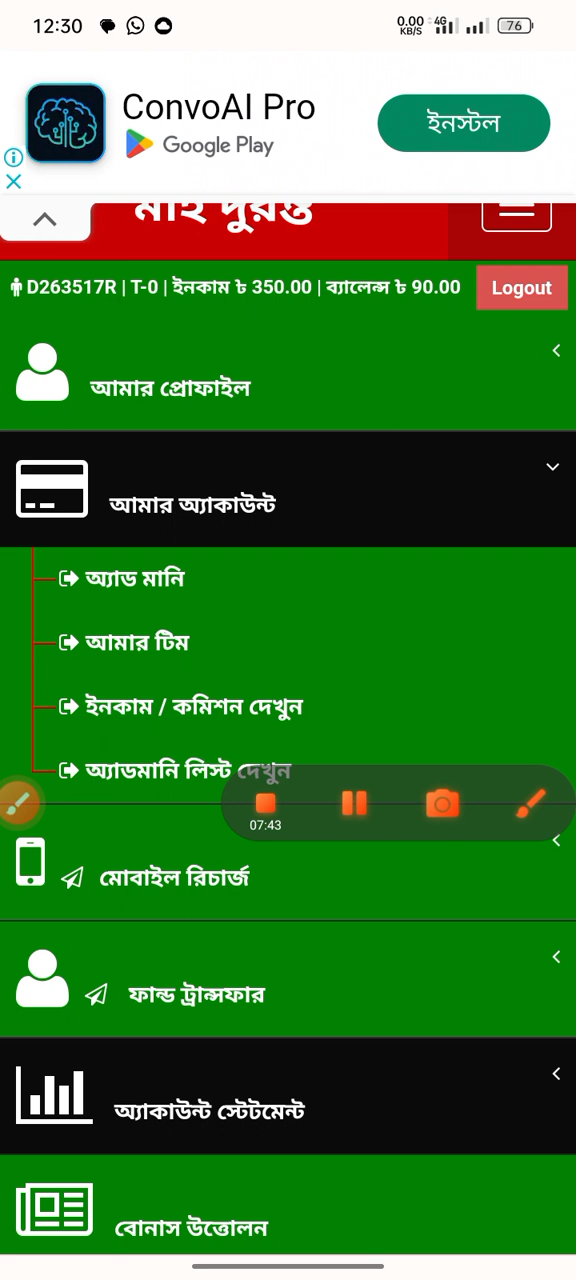 12:30
0.00 KB/S 4G 76
ConvoAI Pro
Google Play
ইনস্টল
মাই দুরন্ত
D263517R | T-0 | ইনকাম ৳ 350.00 | ব্যালেন্স ৳ 90.00
Logout
আমার প্রোফাইল
আমার অ্যাকাউন্ট
অ্যাড মানি
আমার টিম
ইনকাম / কমিশন দেখুন
অ্যাডমানি লিস্ট দেখুন
07:43
মোবাইল রিচার্জ
ফান্ড ট্রান্সফার
অ্যাকাউন্ট স্টেটমেন্ট
বোনাস উত্তোলন